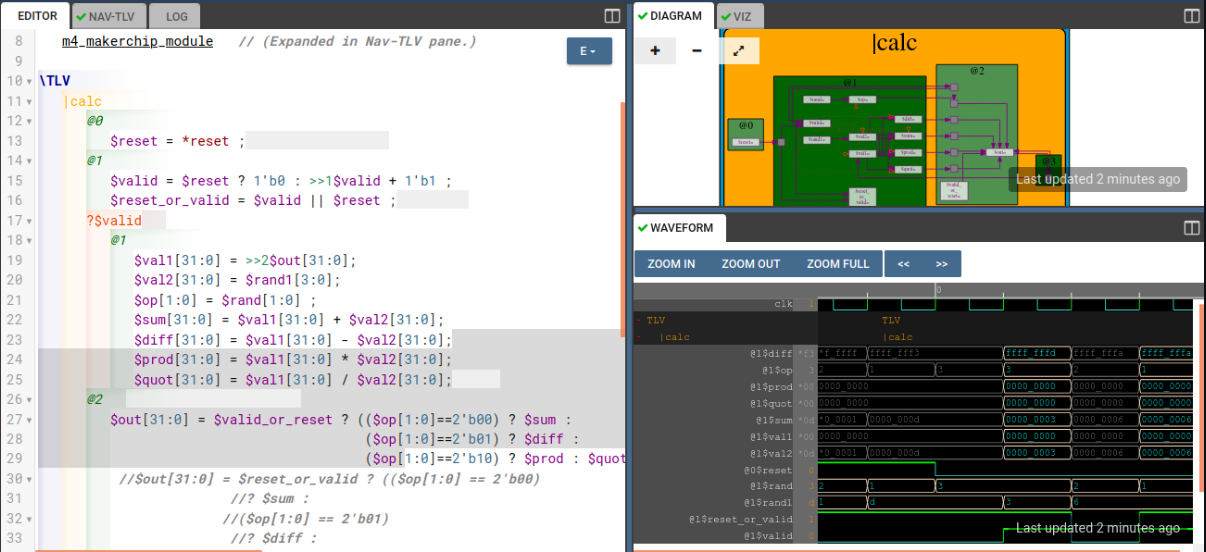 EDITOR NAV-TLV LOG
8 m4_makerchip_module // (Expanded in Nav-TLV pane.)
E
9
10 \TLV
11 |calc
12 @0
13 $reset = *reset ;
14 @1
15 $valid = $reset ? 1'b0 : >>1$valid + 1'b1 ;
16 $reset_or_valid = $valid || $reset ;
17 ?$valid
18 @1
19 $val1[31:0] = >>2$out[31:0];
20 $val2[31:0] = $rand1[3:0];
21 $op[1:0] = $rand[1:0] ;
22 $sum[31:0] = $val1[31:0] + $val2[31:0];
23 $diff[31:0] = $val1[31:0] - $val2[31:0];
24 $prod[31:0] = $val1[31:0] * $val2[31:0];
25 $quot[31:0] = $val1[31:0] / $val2[31:0];
26 @2
27 $out[31:0] = $valid_or_reset ? (($op[1:0]==2'b00) ? $sum :
28 ($op[1:0]==2'b01) ? $diff :
29 ($op[1:0]==2'b10) ? $prod : $quot
30 //$out[31:0] = $reset_or_valid ? (($op[1:0] == 2'b00)
31 //? $sum :
32 //($op[1:0] == 2'b01)
33 //? $diff :
DIAGRAM VIZ
+ -
|calc
@0
@1
@2
@3
Last updated 2 minutes ago
WAVEFORM
ZOOM IN ZOOM OUT ZOOM FULL << >>
0
clk 1
TLV TLV
|calc |calc
@1$diff *f3 *f_ffff ffff_fff3 ffff_fffd ffff_fffa ffff_fffa
@1$op 3 2 1 3 3 2 1
@1$prod *00 0000_0000 0000_0000 0000_0000 0000_0000
@1$quot *00 0000_0000 0000_0000 0000_0000 0000_0000
@1$sum *0d *0_0001 0000_000d 0000_0003 0000_0006 0000_0006
@1$val1 *00 0000_0000 0000_0000 0000_0000 0000_0000
@1$val2 *0d *0_0001 0000_000d 0000_0003 0000_0006 0000_0006
@0$reset 0
@1$rand 3 2 1 3 2 1
@1$rand1 d 1 d 3 6
@1$reset_or_valid
@1$valid 0
Last updated 2 minutes ago